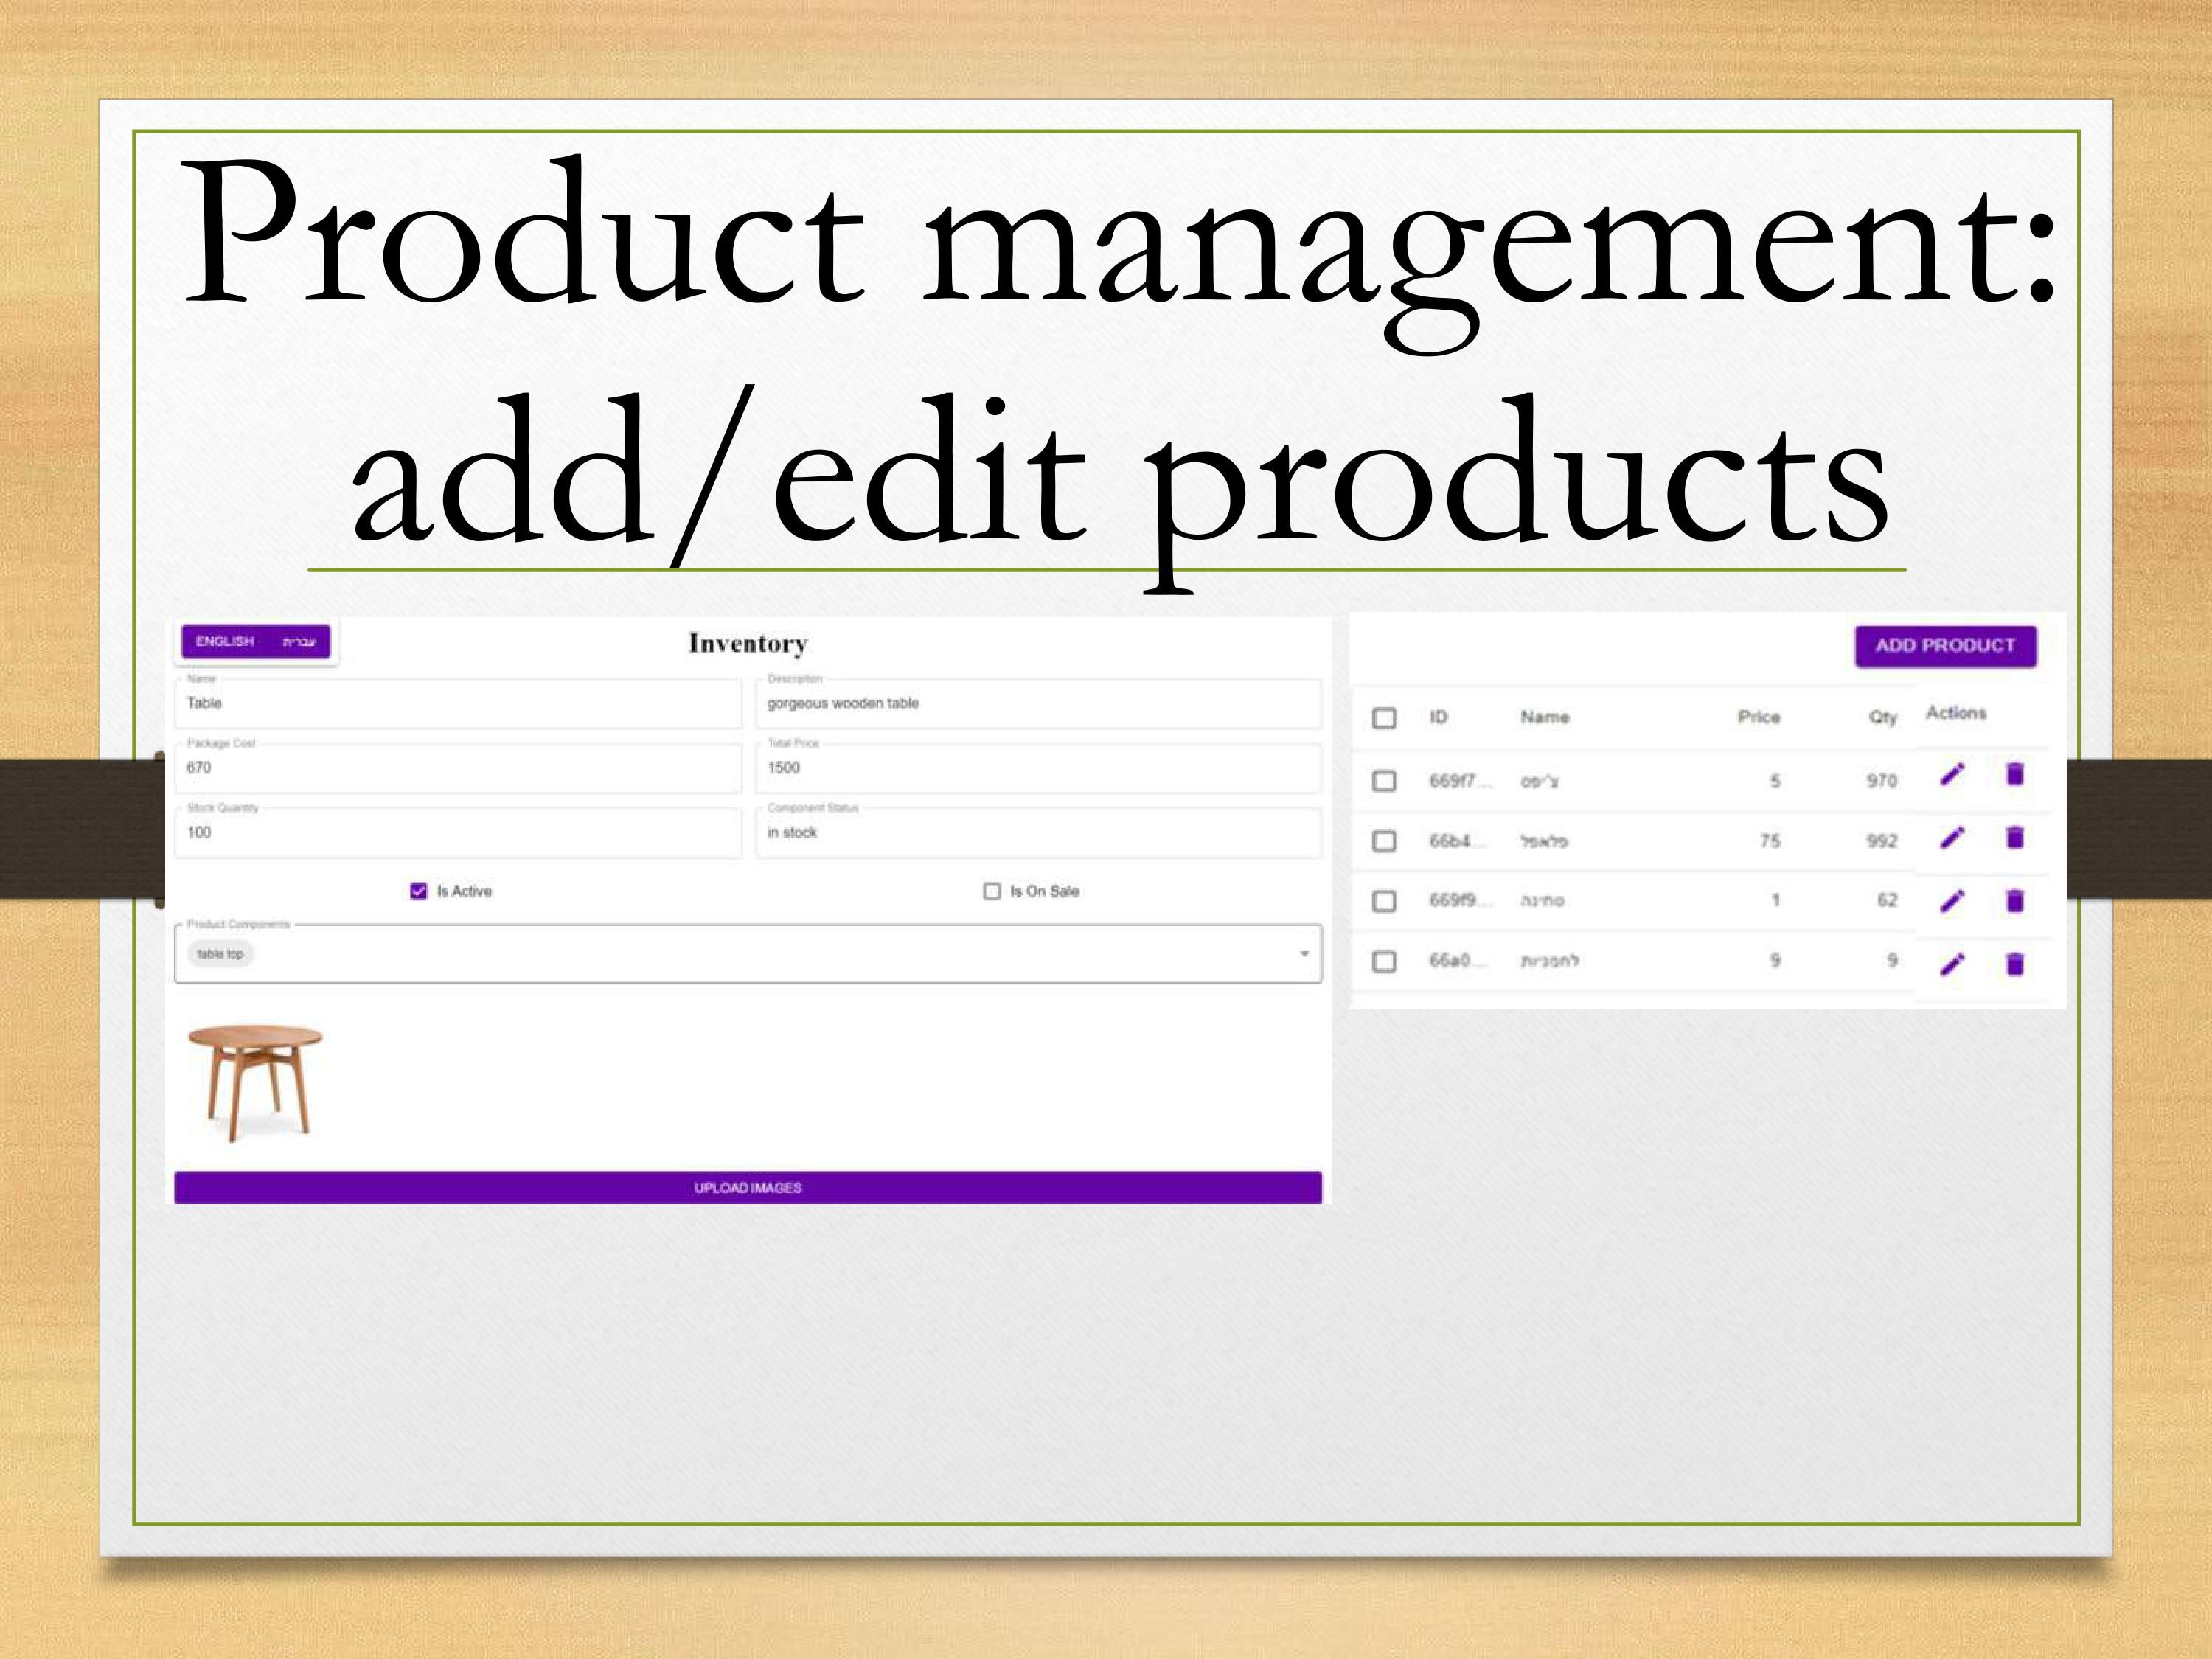 Product management:
add/edit products
ENGLISH עברית
Inventory
Name
Table
Description
gorgeous wooden table
Package Cost
670
Total Price
1500
Stock Quantity
100
Component Status
in stock
Is Active
Is On Sale
Product Components
table top
UPLOAD IMAGES
ADD PRODUCT
ID Name Price Qty Actions
669f7... צ'יפס 5 970
66b4... פלאפל 75 992
669f9... טחינה 1 62
66a0... לחמניות 9 9